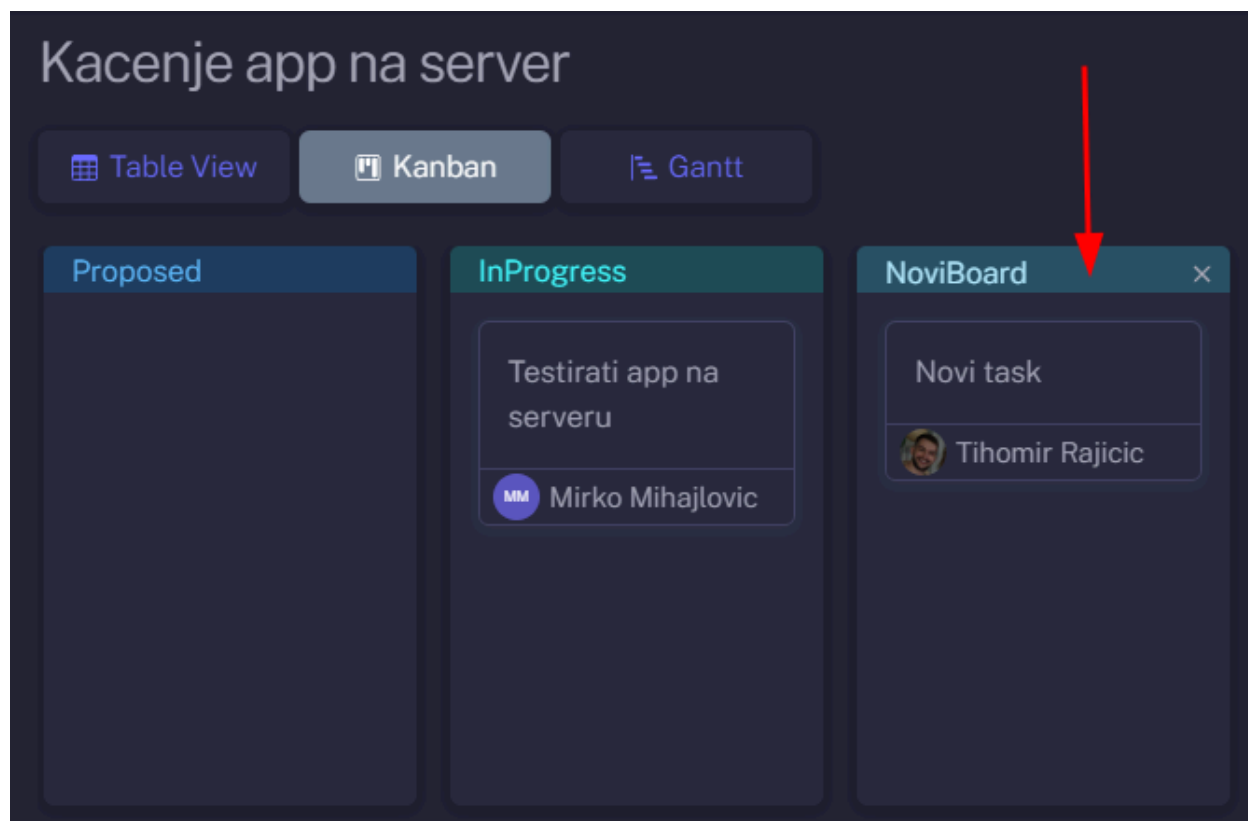 Kacenje app na server
Table View
Kanban
Gantt
Proposed
InProgress
NoviBoard
Testirati app na
serveru
MM Mirko Mihajlovic
Novi task
Tihomir Rajicic